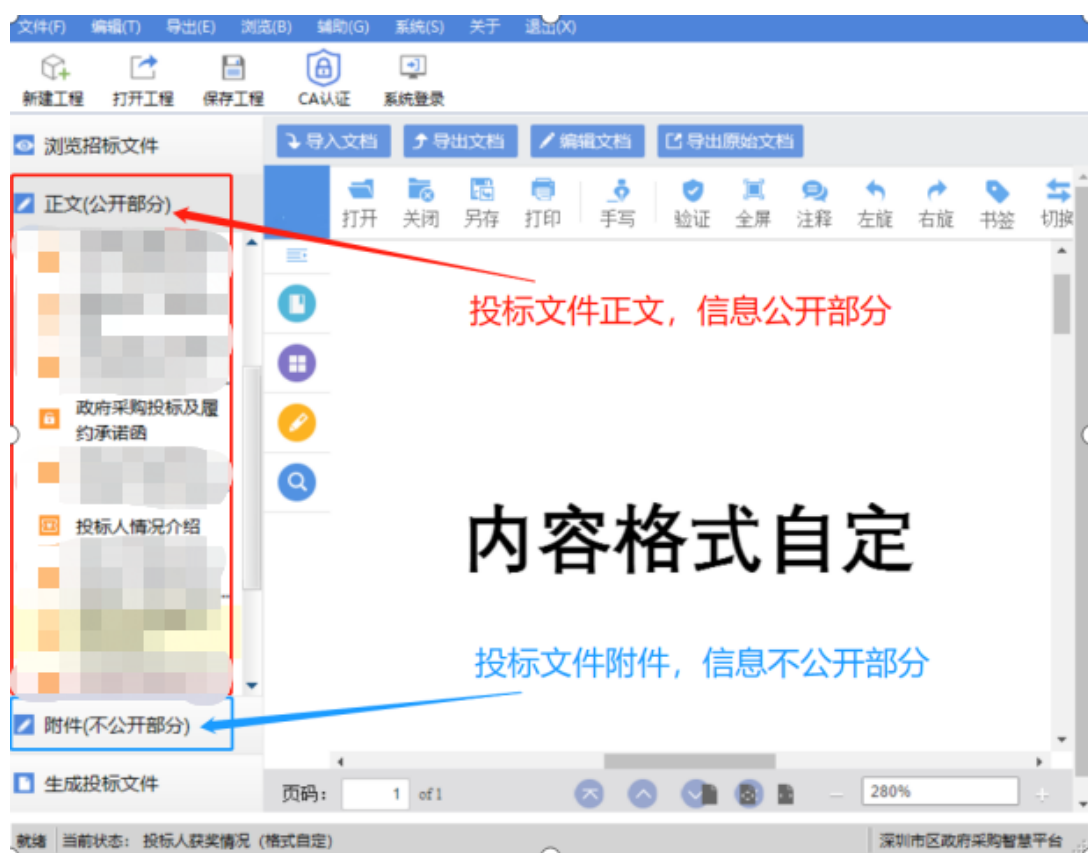 文件(F) 编辑(T) 导出(E) 浏览(B) 辅助(G) 系统(S) 关于 退出(X)
新建工程 打开工程 保存工程 CA认证 系统登录
浏览招标文件
导入文档 导出文档 编辑文档 导出原始文档
正文(公开部分)
打开 关闭 另存 打印 手写 验证 全屏 注释 左旋 右旋 书签 切换
投标文件正文，信息公开部分
政府采购投标及履
约承诺函
投标人情况介绍
内容格式自定
投标文件附件，信息不公开部分
附件(不公开部分)
生成投标文件
页码: 1 of 1 280%
就绪 当前状态: 投标人获奖情况 (格式自定) 深圳市区政府采购智慧平台